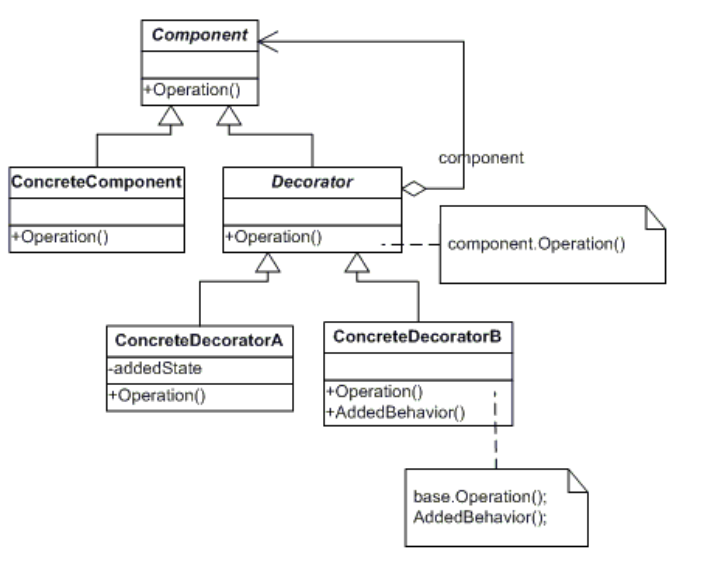 Component
+Operation()
component
ConcreteComponent
+Operation()
Decorator
+Operation()
component.Operation()
ConcreteDecoratorA
-addedState
+Operation()
ConcreteDecoratorB
+Operation()
+AddedBehavior()
base.Operation();
AddedBehavior();